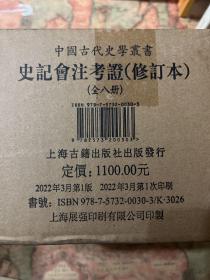 中國古代史學叢書
史記會注考證(修訂本)
(全八册)
ISBN 978-7-5732-0030-3
9 787573 200303 >
上海古籍出版社出版發行
定價：1100.00元
2022年3月第1版 2022年3月第1次印刷
書號：ISBN 978-7-5732-0030-3/K·3026
上海展强印刷有限公司印製